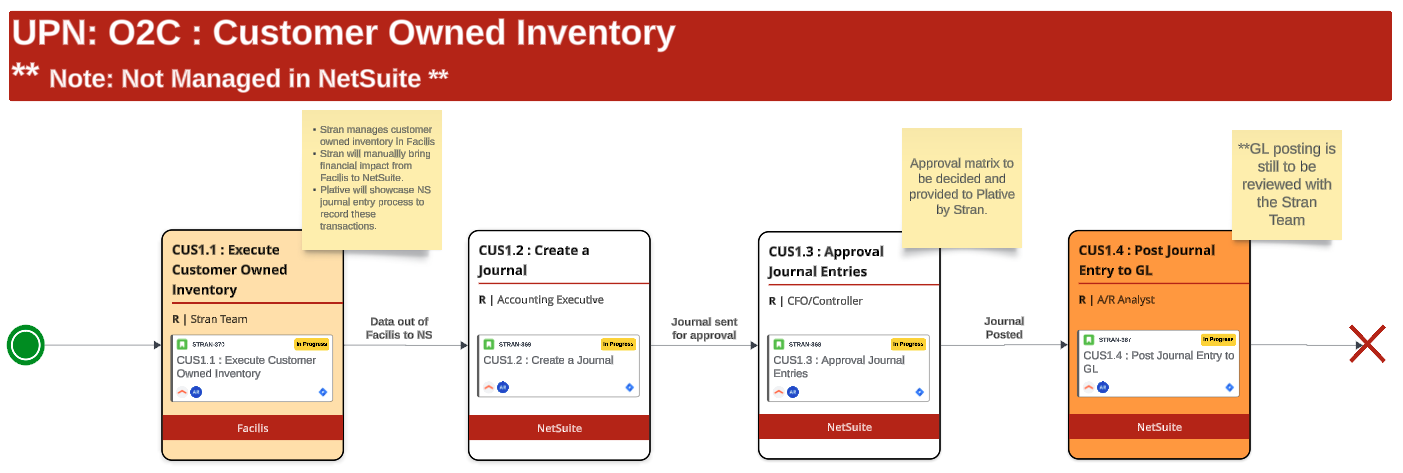 UPN: O2C : Customer Owned Inventory
** Note: Not Managed in NetSuite **
• Stran manages customer
owned inventory in Facilis
• Stran will manuallly bring
financial impact from
Facilis to NetSuite.
• Plative will showcase NS
journal entry process to
record these
transactions.
Approval matrix to
be decided and
provided to Plative
by Stran.
**GL posting is
still to be
reviewed with
the Stran
Team
CUS1.1 : Execute
Customer Owned
Inventory
R | Stran Team
STRAN-370
In Progress
CUS1.1 : Execute Customer
Owned Inventory
AR
Facilis
Data out of
Facilis to NS
CUS1.2 : Create a
Journal
R | Accounting Executive
STRAN-369
In Progress
CUS1.2 : Create a Journal
AR
NetSuite
Journal sent
for approval
CUS1.3 : Approval
Journal Entries
R | CFO/Controller
STRAN-368
In Progress
CUS1.3 : Approval Journal
Entries
AR
NetSuite
Journal
Posted
CUS1.4 : Post Journal
Entry to GL
R | A/R Analyst
STRAN-387
In Progress
CUS1.4 : Post Journal Entry to
GL
AR
NetSuite